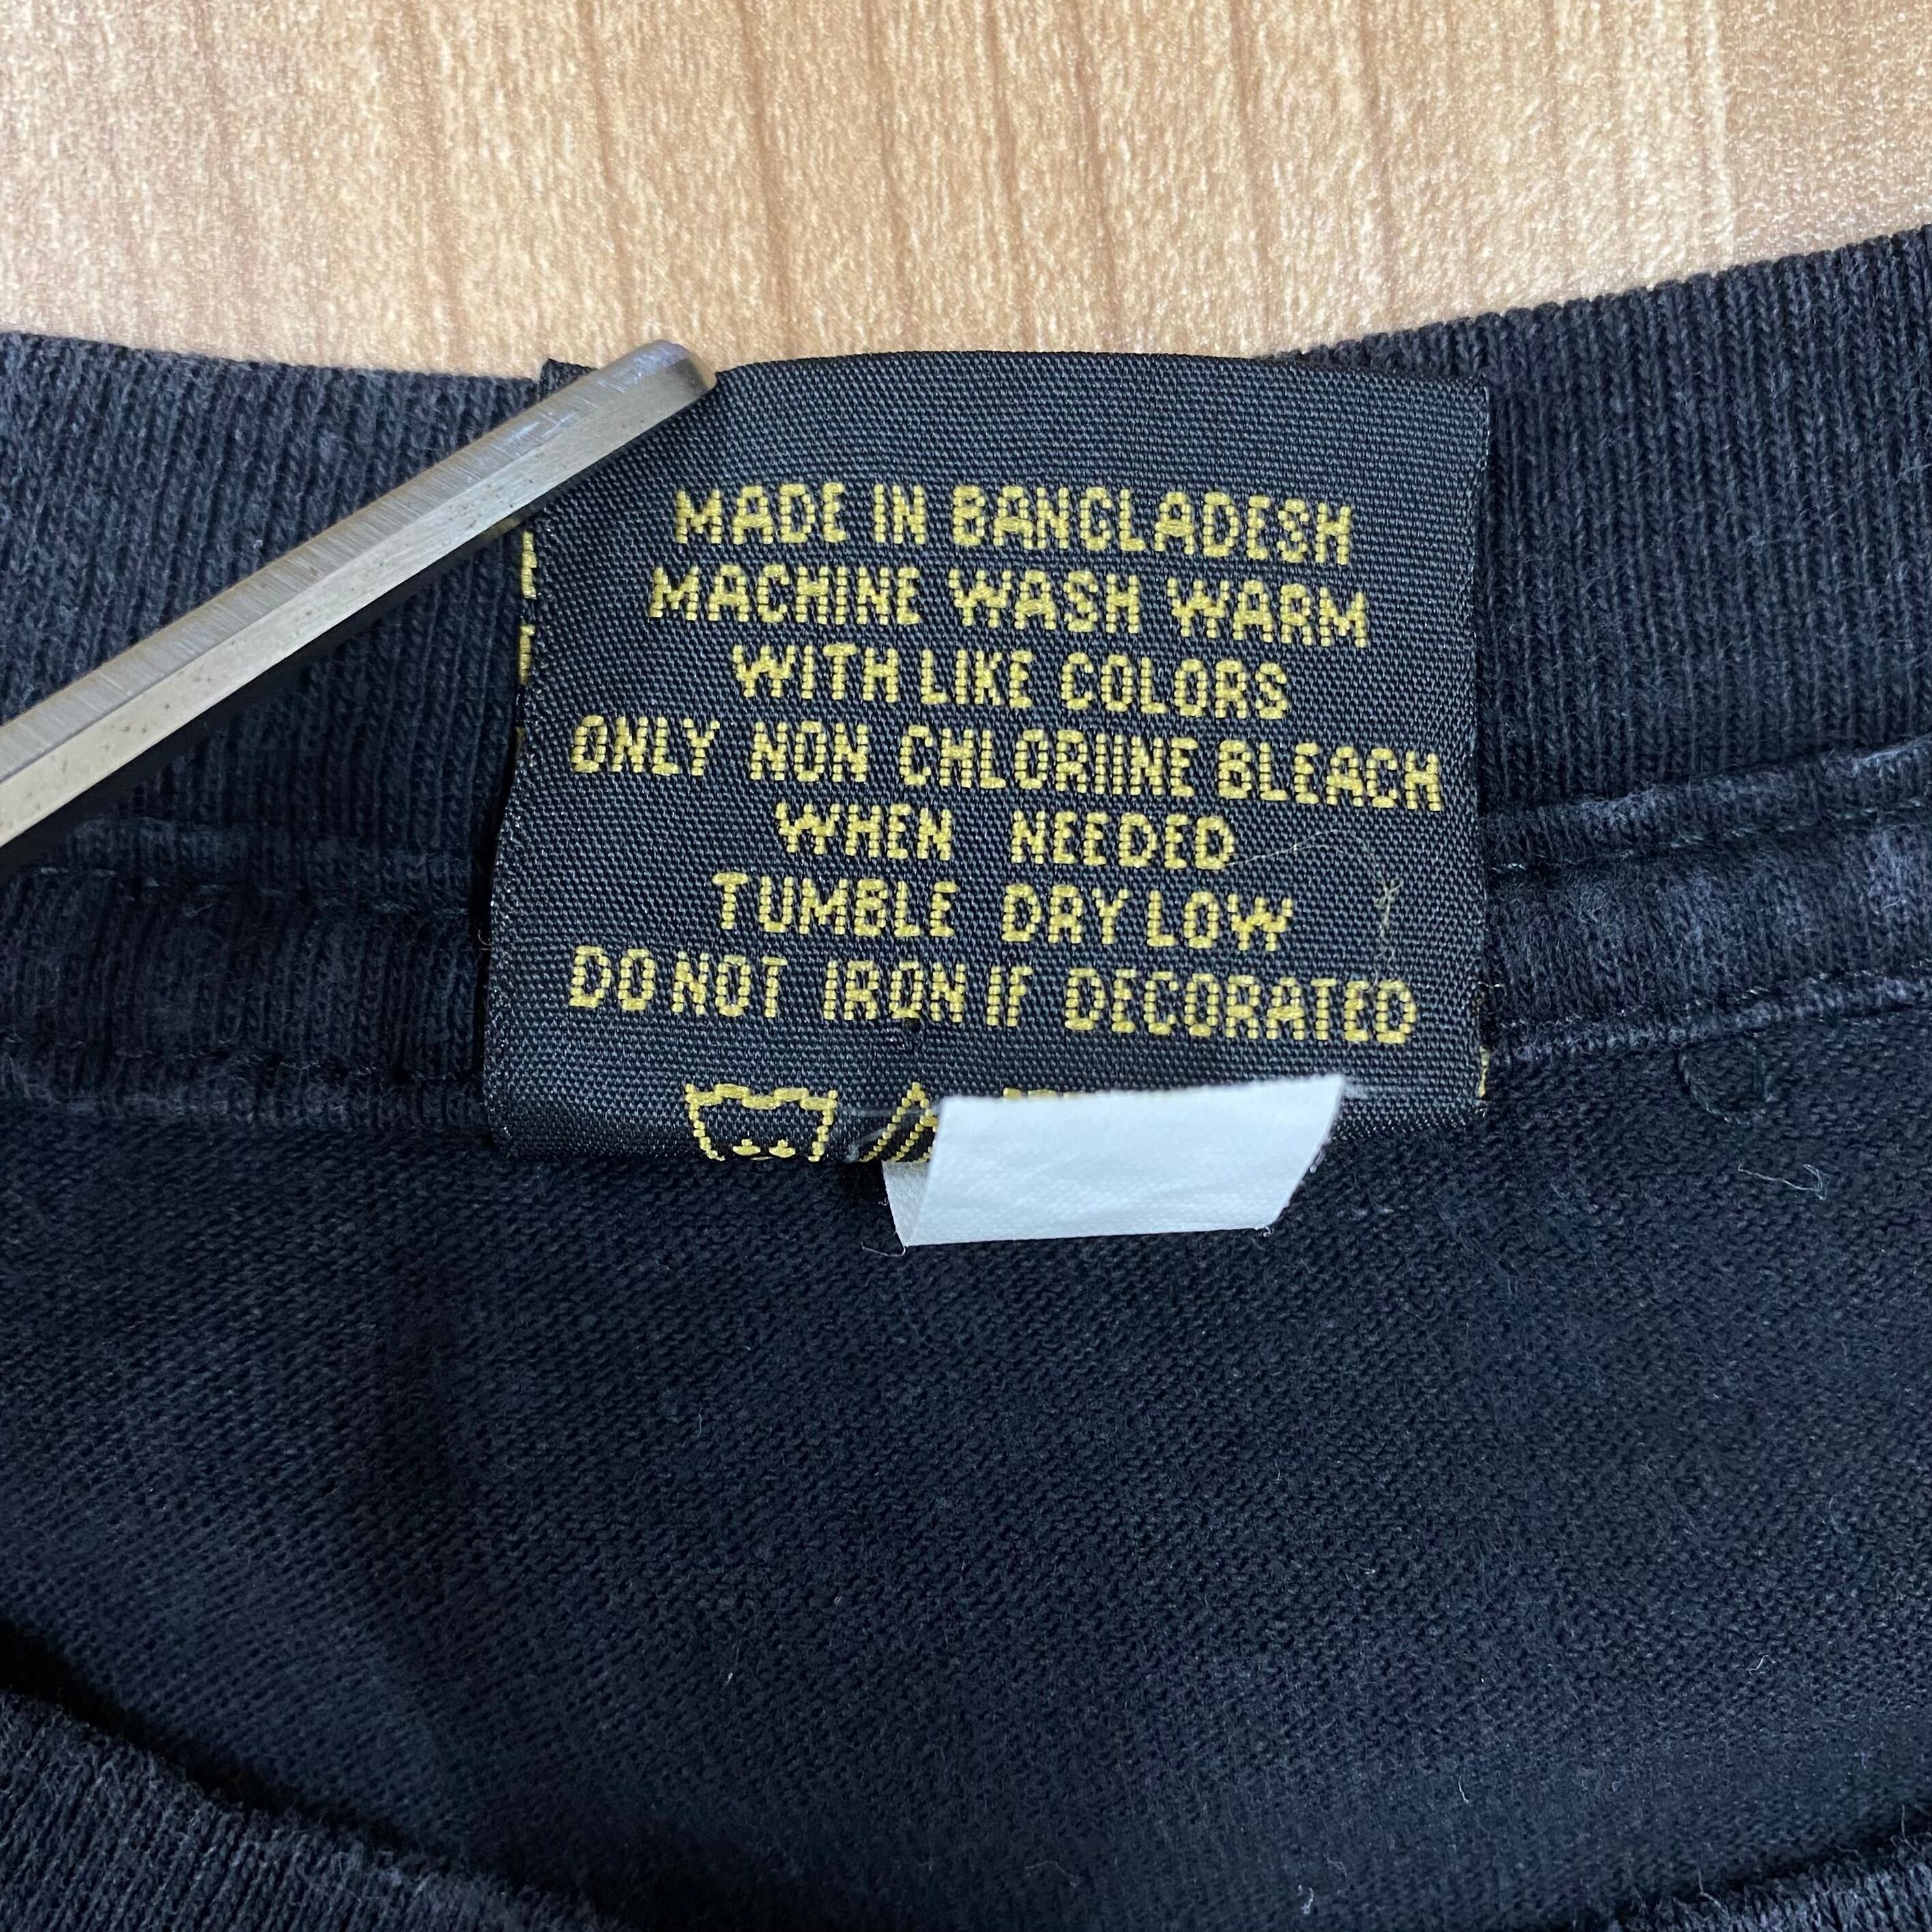 MADE IN BANGLADESH
MACHINE WASH WARM
WITH LIKE COLORS
ONLY NON CHLORIINE BLEACH
WHEN NEEDED
TUMBLE DRY LOW
DO NOT IRON IF DECORATED